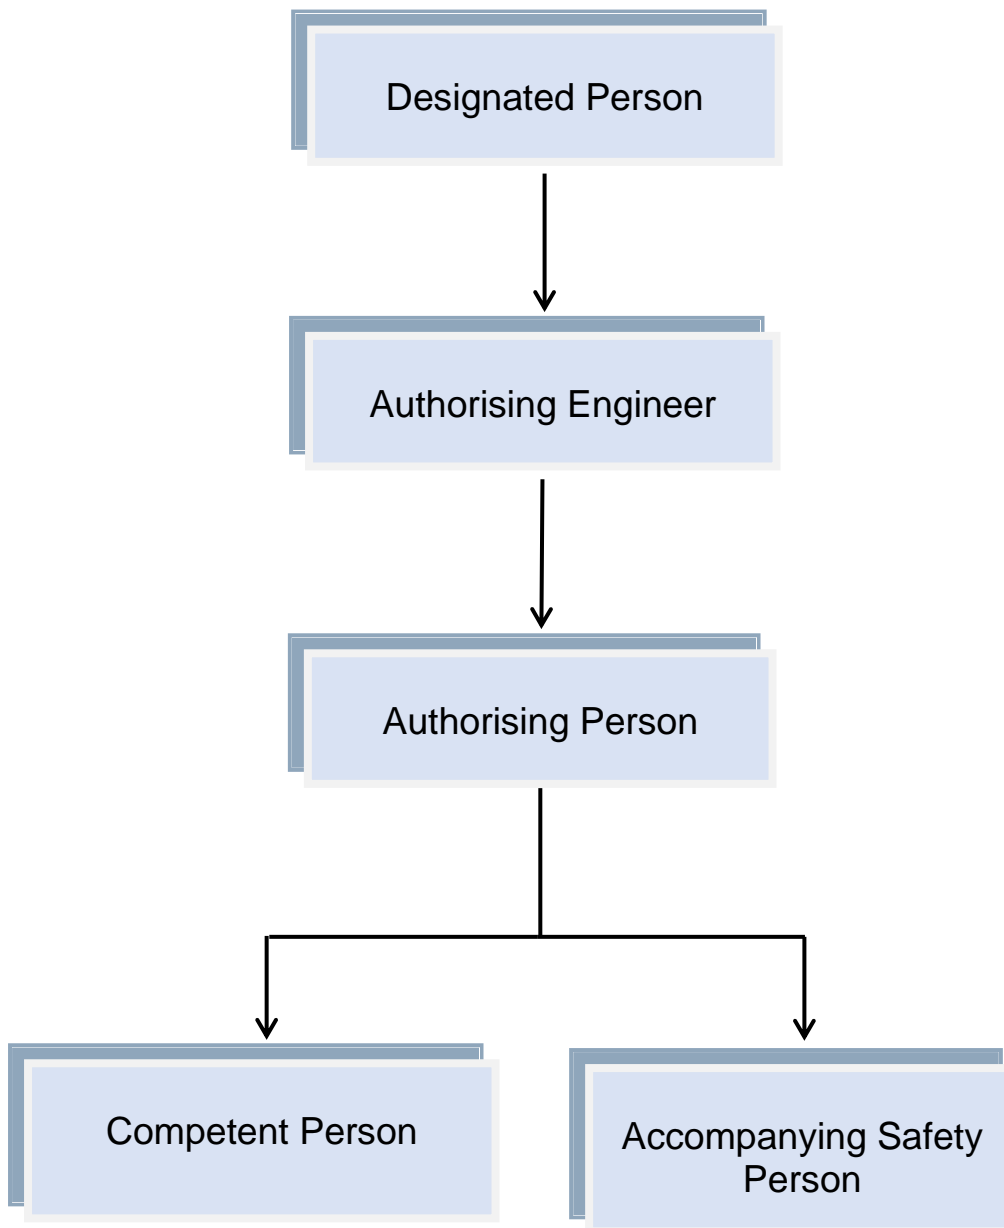 Designated Person
Authorising Engineer
Authorising Person
Competent Person
Accompanying Safety
Person